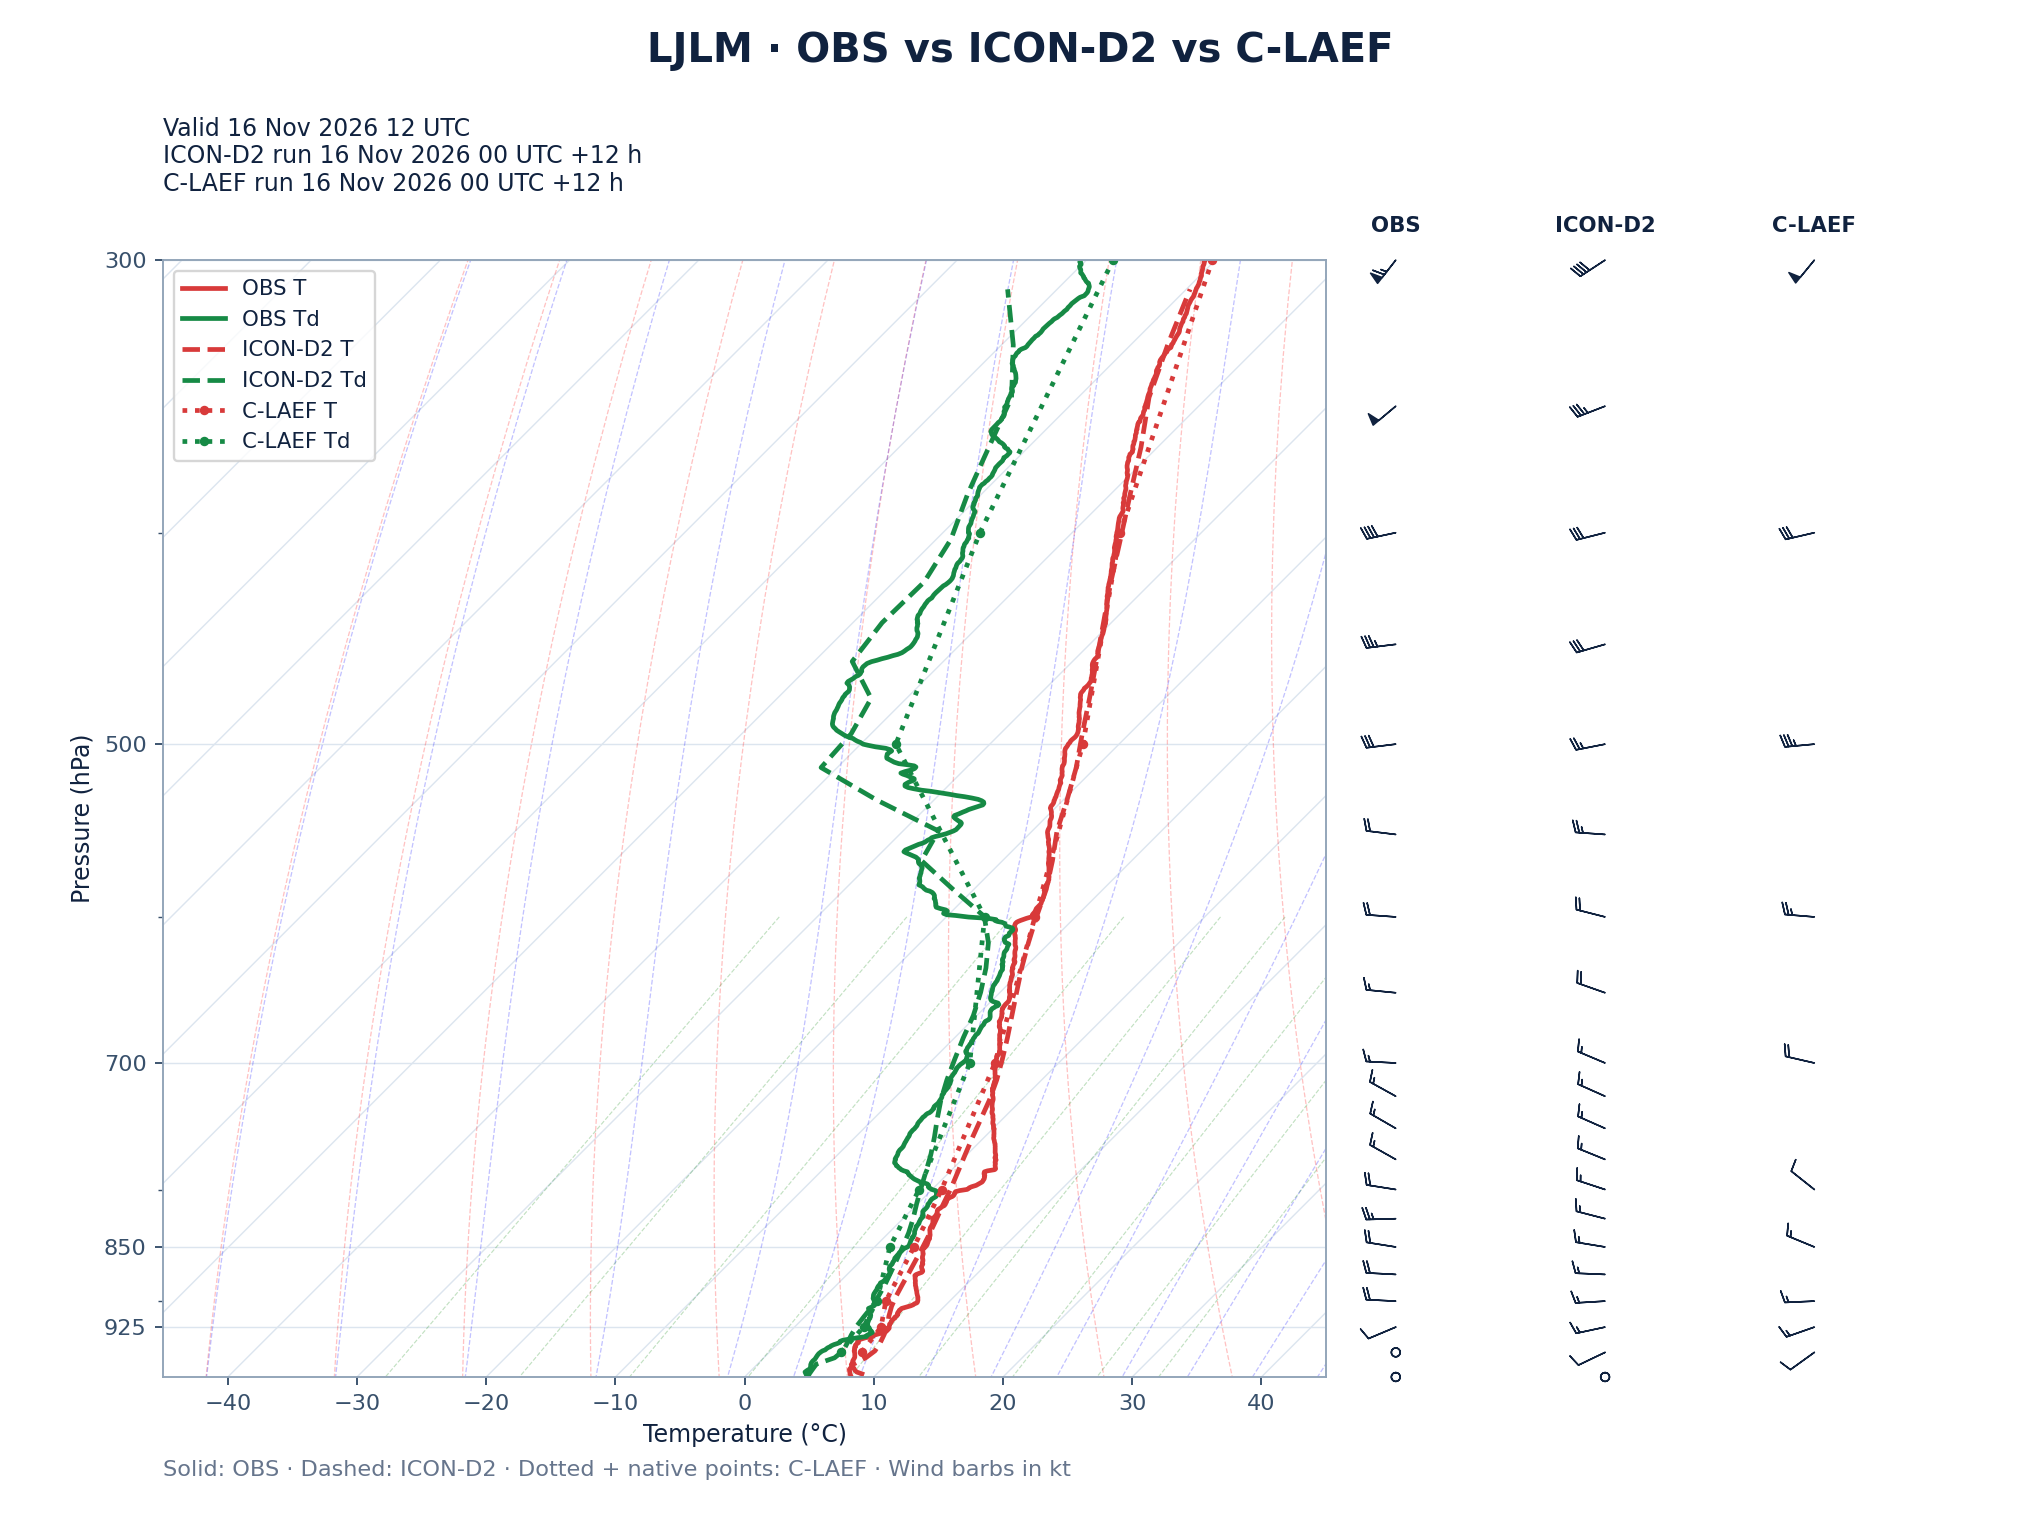 LJLM · OBS vs ICON-D2 vs C-LAEF
Valid 16 Nov 2026 12 UTC
ICON-D2 run 16 Nov 2026 00 UTC +12 h
C-LAEF run 16 Nov 2026 00 UTC +12 h
OBS ICON-D2 C-LAEF
OBS T
OBS Td
ICON-D2 T
ICON-D2 Td
C-LAEF T
C-LAEF Td
Pressure (hPa)
300
500
700
850
925
−40 −30 −20 −10 0 10 20 30 40
Temperature (°C)
Solid: OBS · Dashed: ICON-D2 · Dotted + native points: C-LAEF · Wind barbs in kt